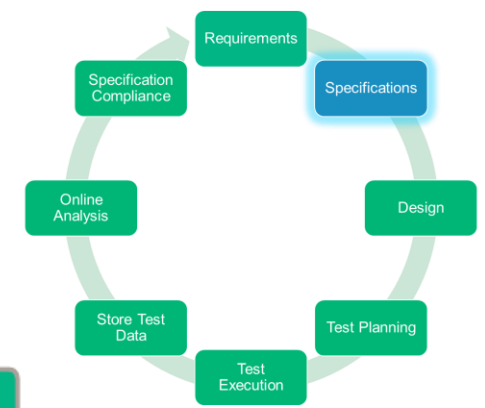 Requirements
Specifications
Design
Test Planning
Test
Execution
Store Test
Data
Online
Analysis
Specification
Compliance